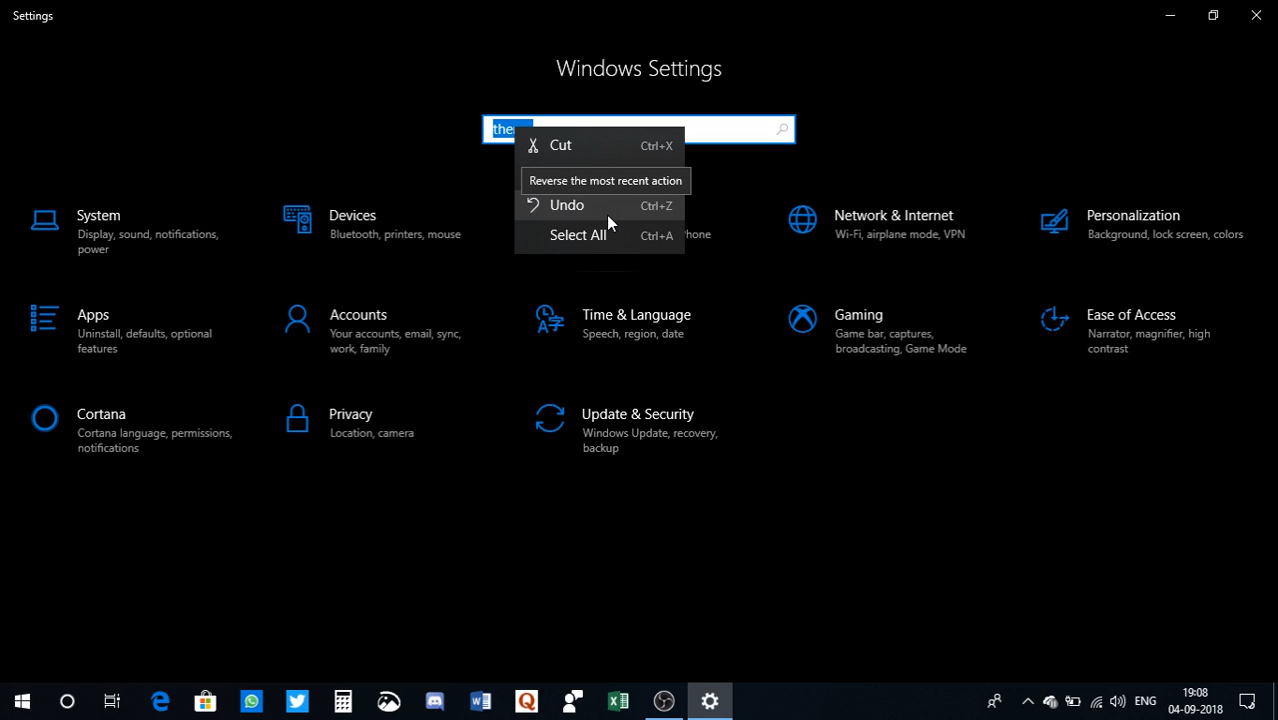 Settings
Windows Settings
Cut Ctrl+X
Reverse the most recent action
Undo Ctrl+Z
Select All Ctrl+A
System
Display, sound, notifications,
power
Devices
Bluetooth, printers, mouse
Network & Internet
Wi-Fi, airplane mode, VPN
Personalization
Background, lock screen, colors
Apps
Uninstall, defaults, optional
features
Accounts
Your accounts, email, sync,
work, family
Time & Language
Speech, region, date
Gaming
Game bar, captures,
broadcasting, Game Mode
Ease of Access
Narrator, magnifier, high
contrast
Cortana
Cortana language, permissions,
notifications
Privacy
Location, camera
Update & Security
Windows Update, recovery,
backup
ENG
19:08
04-09-2018